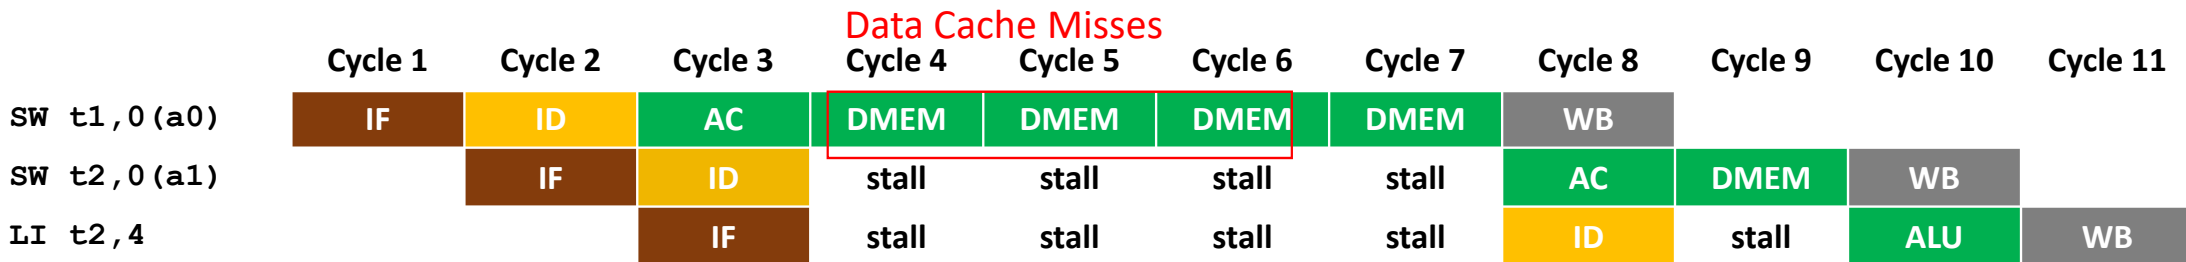 Data Cache Misses
Cycle 1 Cycle 2 Cycle 3 Cycle 4 Cycle 5 Cycle 6 Cycle 7 Cycle 8 Cycle 9 Cycle 10 Cycle 11
SW t1,0(a0) IF ID AC DMEM DMEM DMEM DMEM WB
SW t2,0(a1) IF ID stall stall stall stall AC DMEM WB
LI t2,4 IF stall stall stall stall ID stall ALU WB